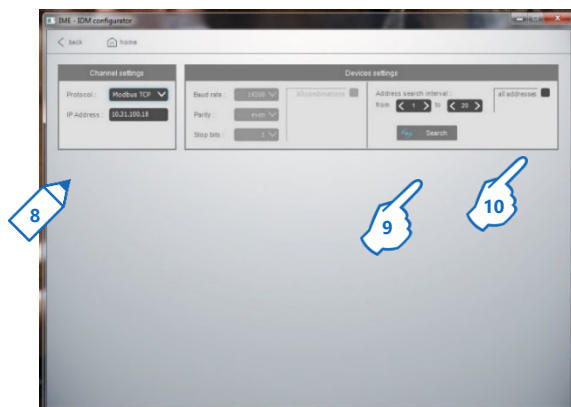 IME - IDM configurator
back home
Channel settings
Protocol : Modbus TCP
IP Address : 10.31.100.18
Devices settings
Baud rate : 19200 All combinations
Parity : even
Stop bits : 1
Address search interval : all addresses
from 1 to 20
Search
8
9
10